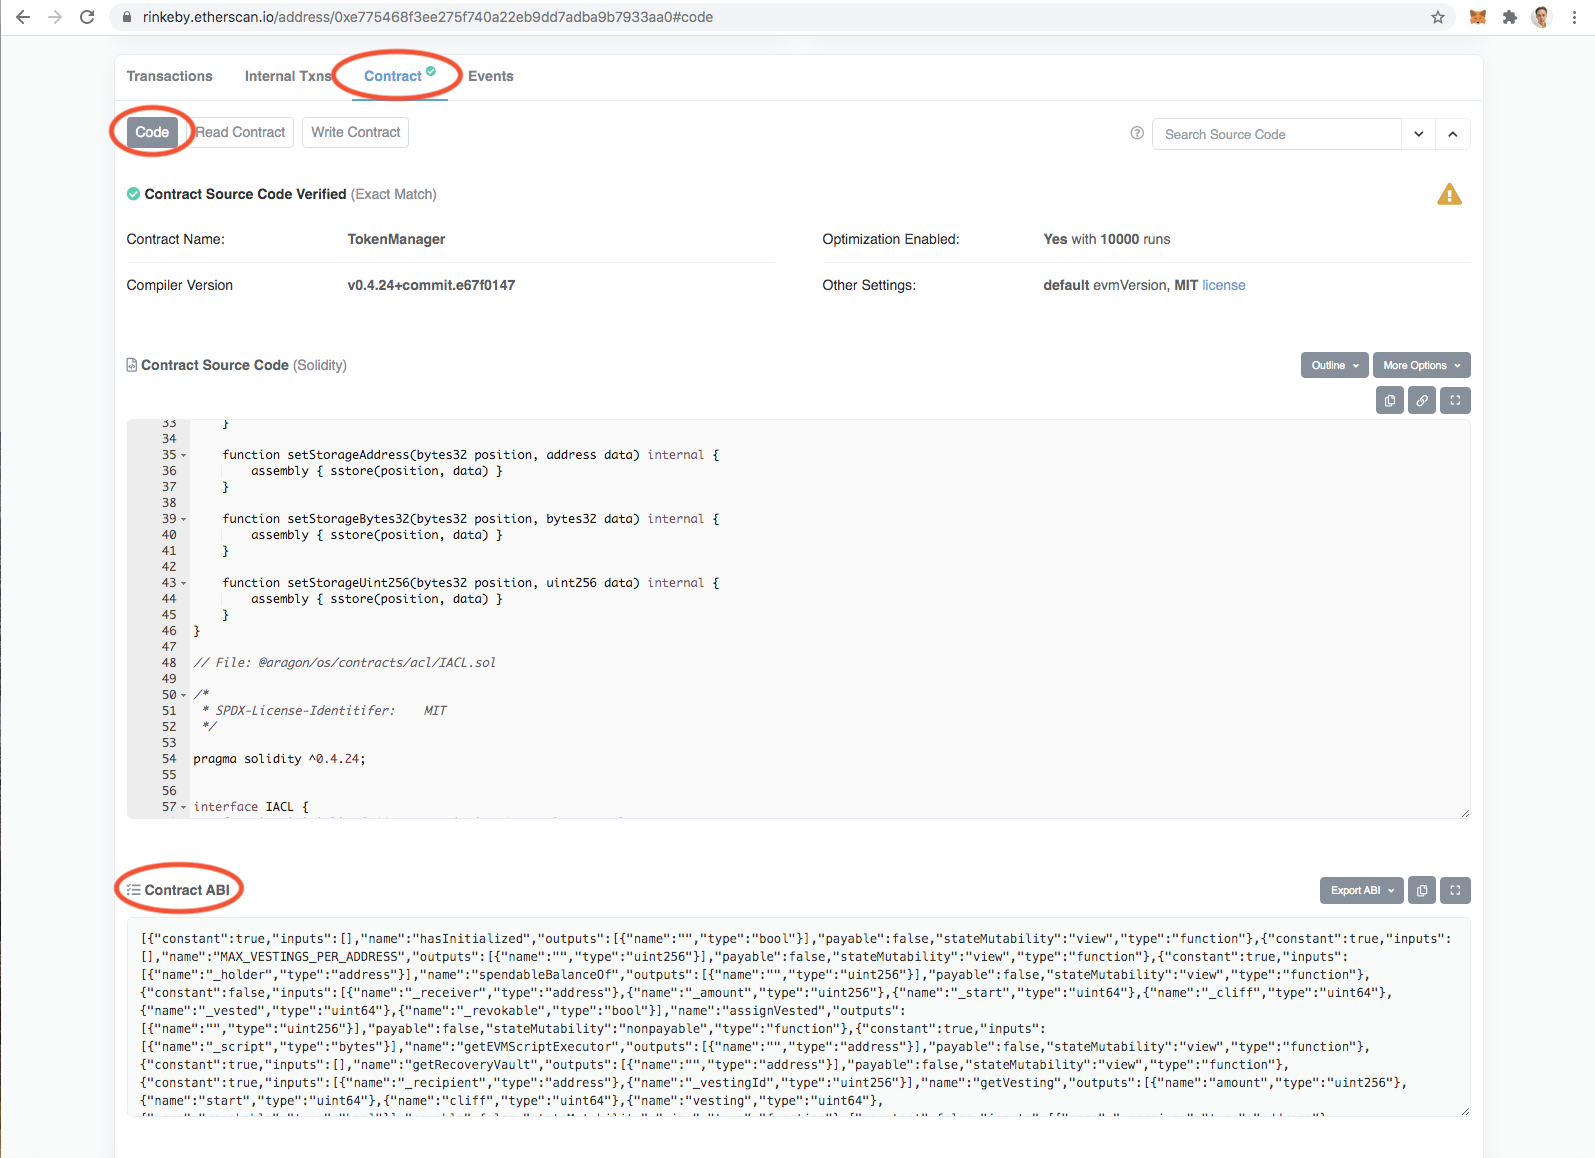 rinkeby.etherscan.io/address/0xe775468f3ee275f740a22eb9dd7adba9b7933aa0#code
Transactions Internal Txns Contract Events
Code Read Contract Write Contract
Search Source Code
Contract Source Code Verified (Exact Match)
Contract Name: TokenManager Optimization Enabled: Yes with 10000 runs
Compiler Version v0.4.24+commit.e67f0147 Other Settings: default evmVersion, MIT license
Contract Source Code (Solidity)
Outline More Options
33 }
34
35 function setStorageAddress(bytes32 position, address data) internal {
36 assembly { sstore(position, data) }
37 }
38
39 function setStorageBytes32(bytes32 position, bytes32 data) internal {
40 assembly { sstore(position, data) }
41 }
42
43 function setStorageUint256(bytes32 position, uint256 data) internal {
44 assembly { sstore(position, data) }
45 }
46 }
47
48 // File: @aragon/os/contracts/acl/IACL.sol
49
50 /*
51 * SPDX-License-Identitifer: MIT
52 */
53
54 pragma solidity ^0.4.24;
55
56
57 interface IACL {
Contract ABI
Export ABI
[{"constant":true,"inputs":[],"name":"hasInitialized","outputs":[{"name":"","type":"bool"}],"payable":false,"stateMutability":"view","type":"function"},{"constant":true,"inputs":
[],"name":"MAX_VESTINGS_PER_ADDRESS","outputs":[{"name":"","type":"uint256"}],"payable":false,"stateMutability":"view","type":"function"},{"constant":true,"inputs":
[{"name":"_holder","type":"address"}],"name":"spendableBalanceOf","outputs":[{"name":"","type":"uint256"}],"payable":false,"stateMutability":"view","type":"function"},
{"constant":false,"inputs":[{"name":"_receiver","type":"address"},{"name":"_amount","type":"uint256"},{"name":"_start","type":"uint64"},{"name":"_cliff","type":"uint64"},
{"name":"_vested","type":"uint64"},{"name":"_revokable","type":"bool"}],"name":"assignVested","outputs":
[{"name":"","type":"uint256"}],"payable":false,"stateMutability":"nonpayable","type":"function"},{"constant":true,"inputs":
[{"name":"_script","type":"bytes"}],"name":"getEVMScriptExecutor","outputs":[{"name":"","type":"address"}],"payable":false,"stateMutability":"view","type":"function"},
{"constant":true,"inputs":[],"name":"getRecoveryVault","outputs":[{"name":"","type":"address"}],"payable":false,"stateMutability":"view","type":"function"},
{"constant":true,"inputs":[{"name":"_recipient","type":"address"},{"name":"_vestingId","type":"uint256"}],"name":"getVesting","outputs":[{"name":"amount","type":"uint256"},
{"name":"start","type":"uint64"},{"name":"cliff","type":"uint64"},{"name":"vesting","type":"uint64"},